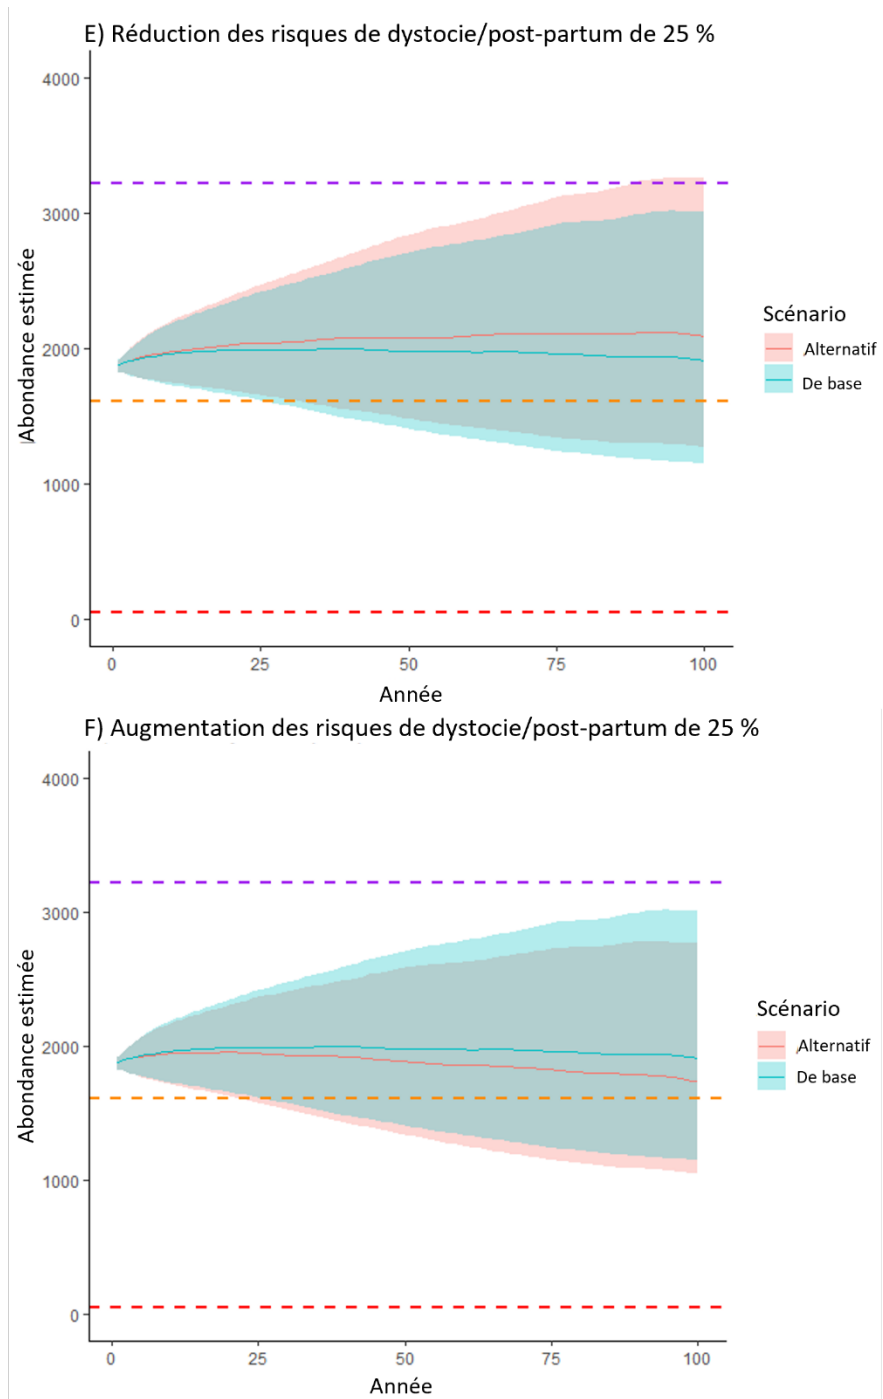 E) Réduction des risques de dystocie/post-partum de 25 %
4000
3000
2000
1000
0
Abondance estimée
0 25 50 75 100
Année
Scénario
Alternatif
De base
F) Augmentation des risques de dystocie/post-partum de 25 %
4000
3000
2000
1000
0
Abondance estimée
0 25 50 75 100
Année
Scénario
Alternatif
De base